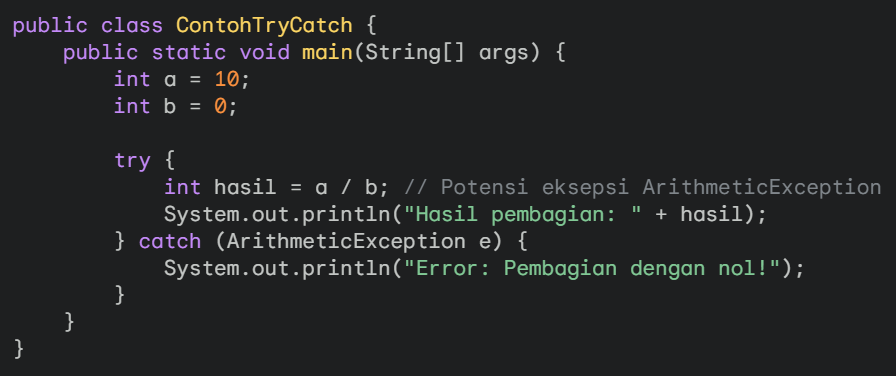 public class ContohTryCatch {
    public static void main(String[] args) {
        int a = 10;
        int b = 0;

        try {
            int hasil = a / b; // Potensi eksepsi ArithmeticException
            System.out.println("Hasil pembagian: " + hasil);
        } catch (ArithmeticException e) {
            System.out.println("Error: Pembagian dengan nol!");
        }
    }
}